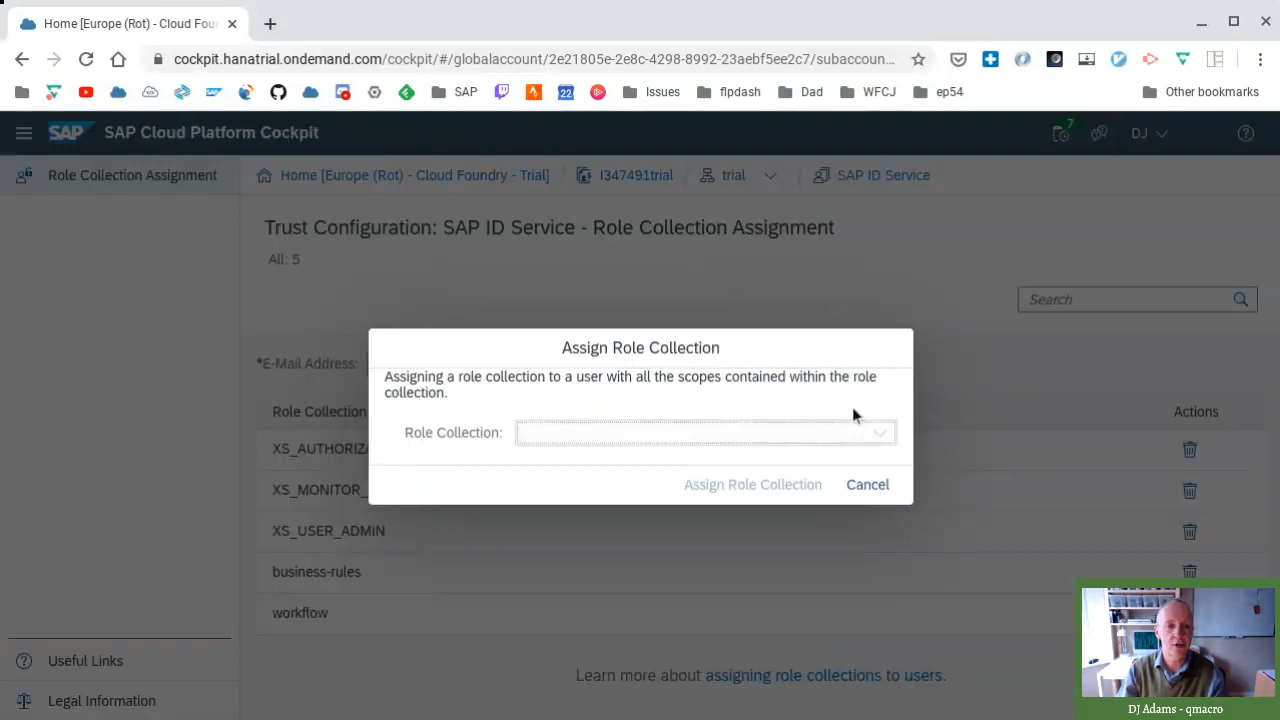 Home [Europe (Rot) - Cloud Four
cockpit.hanatrial.ondemand.com/cockpit/#/globalaccount/2e21805e-2e8c-4298-8992-23aebf5ee2c7/subaccoun...
SAP
22
Issues
flpdash
Dad
WFCJ
ep54
Other bookmarks
SAP
SAP Cloud Platform Cockpit
7
DJ
Role Collection Assignment
Home [Europe (Rot) - Cloud Foundry - Trial]
I347491trial
trial
SAP ID Service
Trust Configuration: SAP ID Service - Role Collection Assignment
All: 5
Search
*E-Mail Address:
Assign Role Collection
Assigning a role collection to a user with all the scopes contained within the role
collection.
Role Collection:
Assign Role Collection
Cancel
Role Collection
Actions
XS_AUTHORIZA
XS_MONITOR_
XS_USER_ADMIN
business-rules
workflow
Learn more about assigning role collections to users.
Useful Links
Legal Information
DJ Adams - qmacro